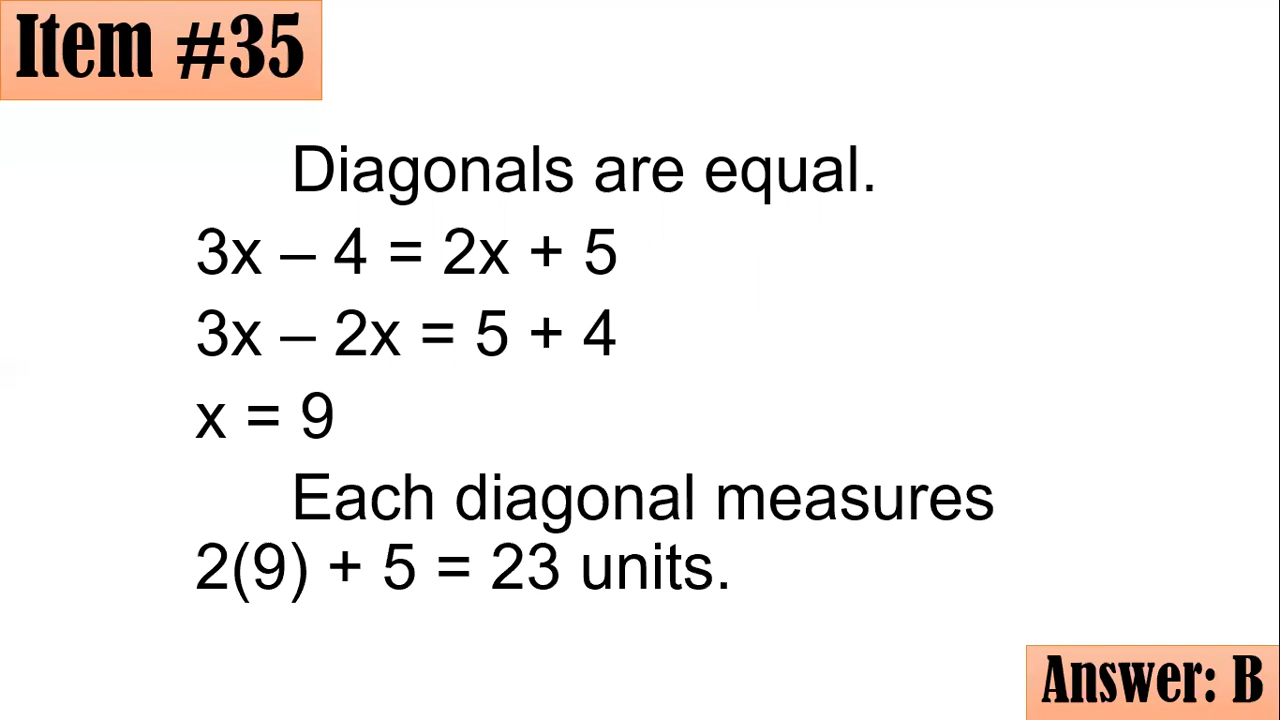 Item #35
Diagonals are equal.
3x – 4 = 2x + 5
3x – 2x = 5 + 4
x = 9
Each diagonal measures
2(9) + 5 = 23 units.
Answer: B